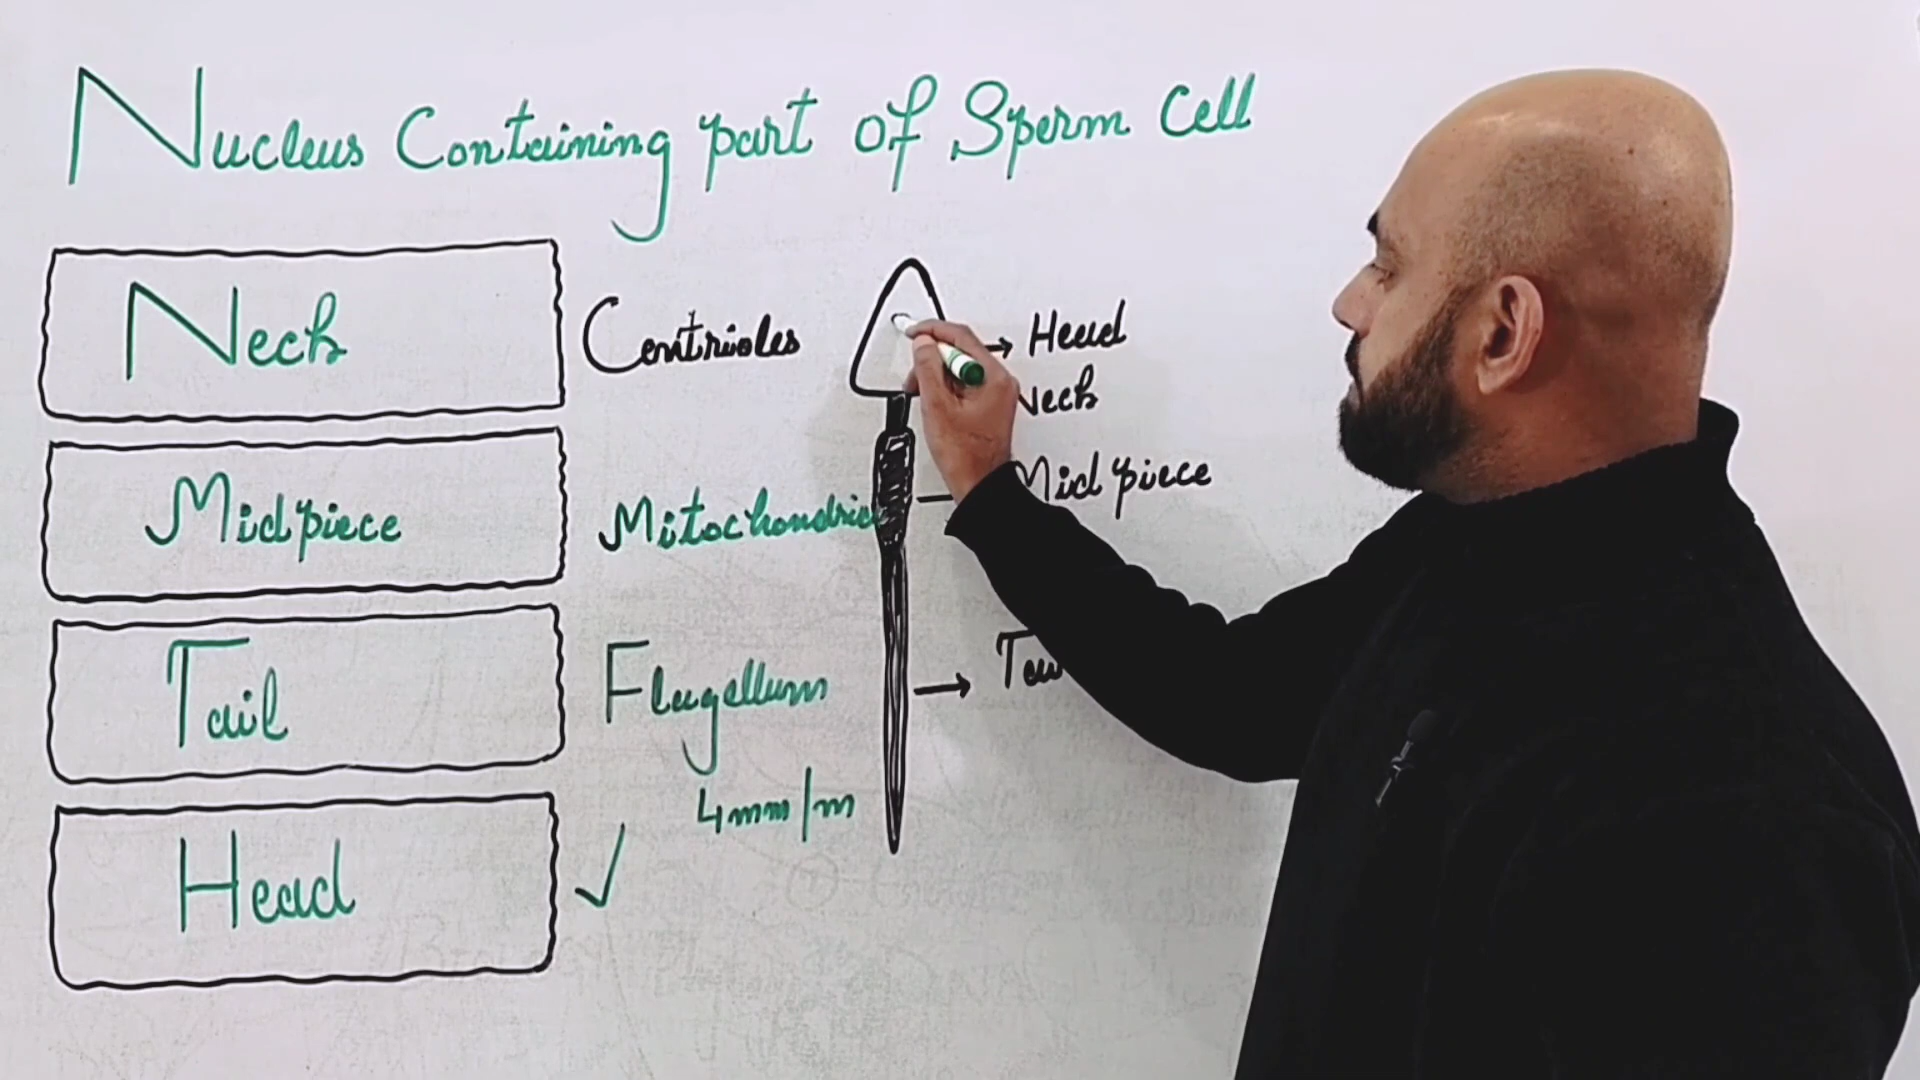 Nucleus Containing part of Sperm Cell
Neck
Centrioles
Head
Neck
Midpiece
Mitochondria
Midpiece
Tail
Flagellum
4mm/m
Head